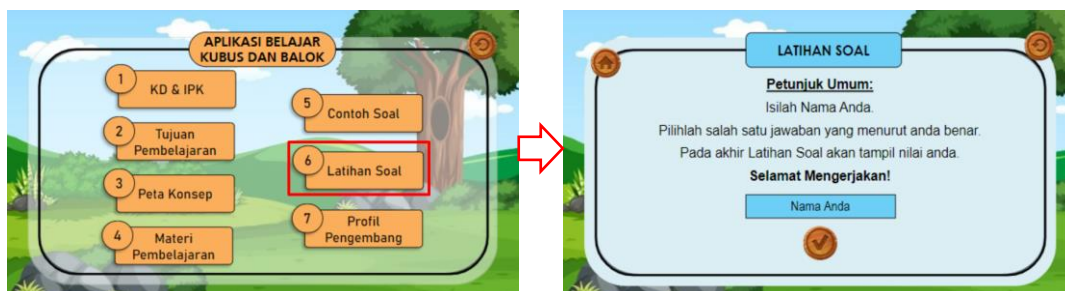 APLIKASI BELAJAR
KUBUS DAN BALOK
1
KD & IPK
2
Tujuan
Pembelajaran
3
Peta Konsep
4
Materi
Pembelajaran
5
Contoh Soal
6
Latihan Soal
7
Profil
Pengembang
LATIHAN SOAL
Petunjuk Umum:
Isilah Nama Anda.
Pilihlah salah satu jawaban yang menurut anda benar.
Pada akhir Latihan Soal akan tampil nilai anda.
Selamat Mengerjakan!
Nama Anda